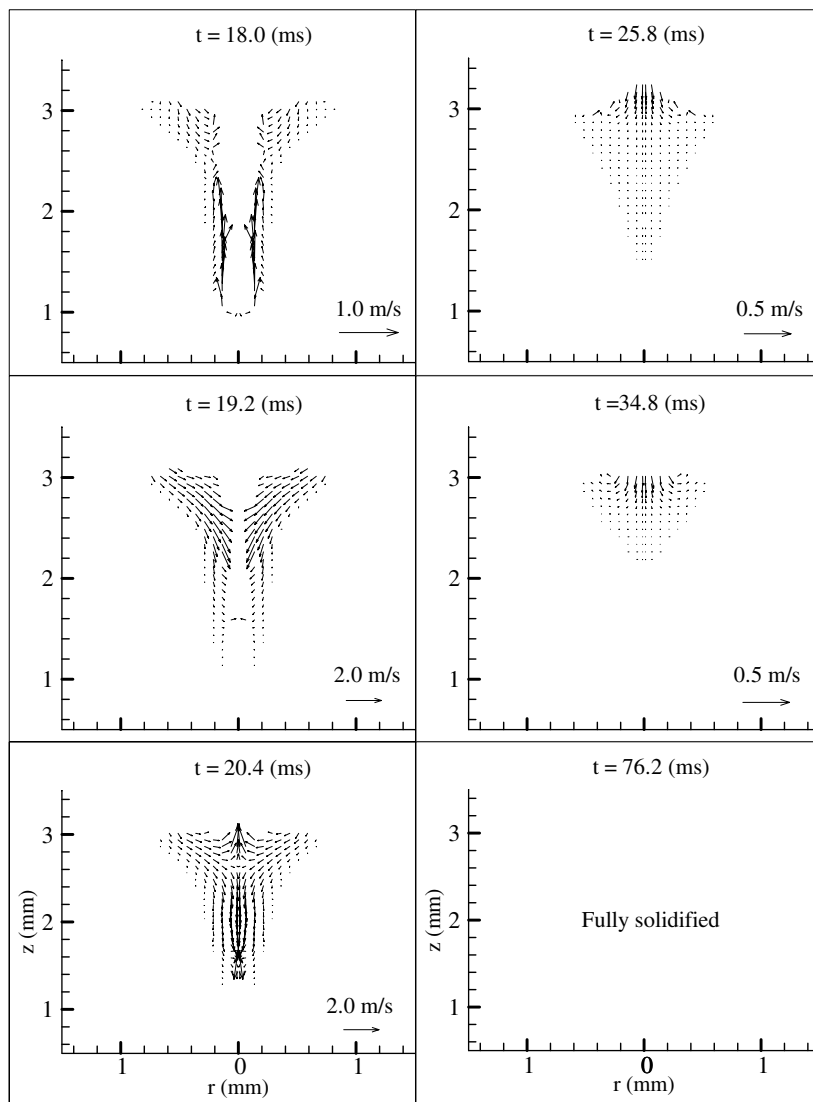 t = 18.0 (ms)
3
2
1
1.0 m/s
t = 25.8 (ms)
3
2
1
0.5 m/s
t = 19.2 (ms)
3
2
1
2.0 m/s
t =34.8 (ms)
3
2
1
0.5 m/s
t = 20.4 (ms)
3
2
1
z (mm)
2.0 m/s
1 0 1
r (mm)
t = 76.2 (ms)
3
2
1
z (mm)
Fully solidified
1 0 1
r (mm)